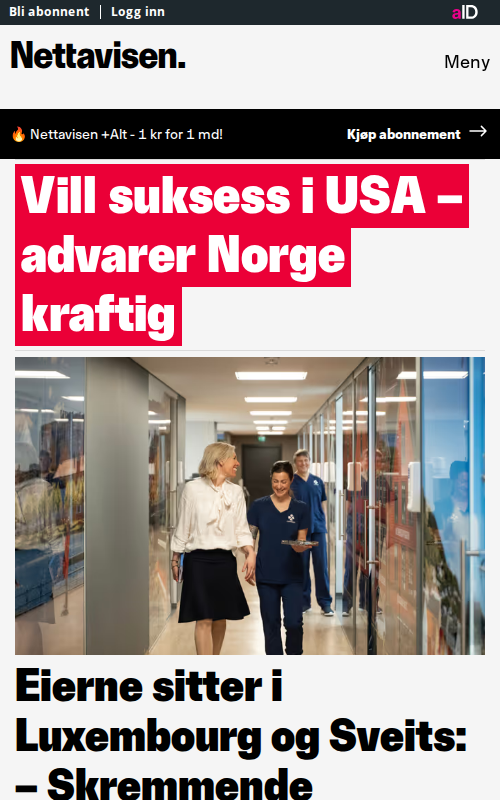 Bli abonnent | Logg inn
aID
Nettavisen.
Meny
🔥 Nettavisen +Alt - 1 kr for 1 md!
Kjøp abonnement →
Vill suksess i USA –
advarer Norge
kraftig
Eierne sitter i
Luxembourg og Sveits:
– Skremmende